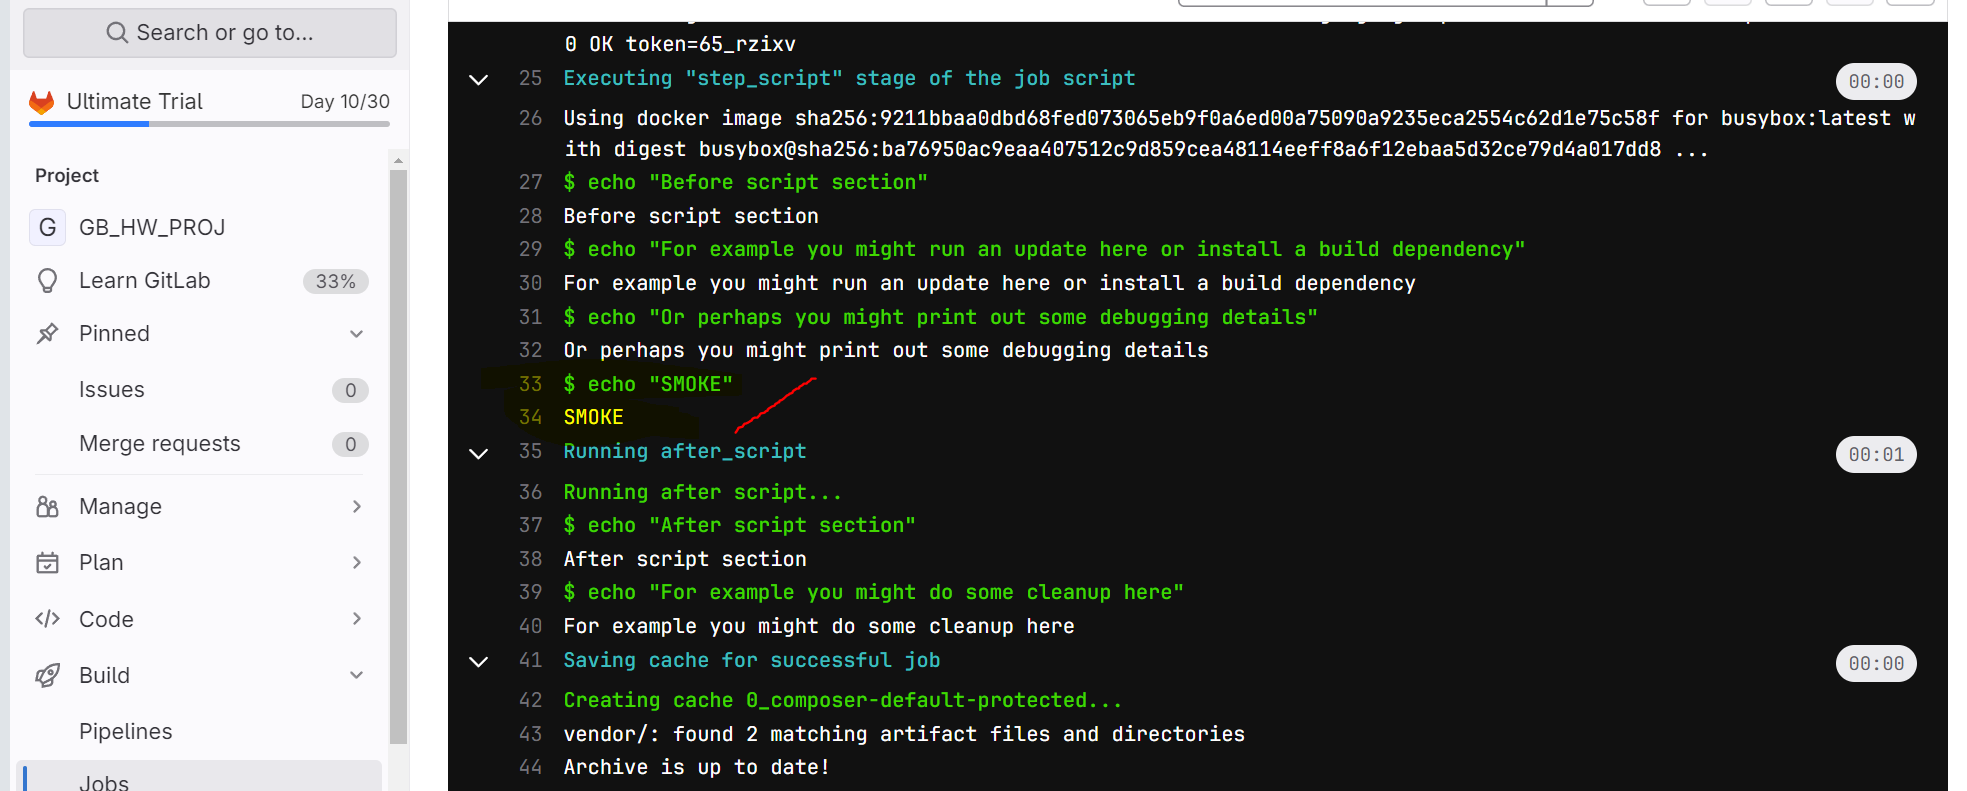 Search or go to...
Ultimate Trial Day 10/30
Project
G GB_HW_PROJ
Learn GitLab 33%
Pinned
Issues 0
Merge requests 0
Manage
Plan
Code
Build
Pipelines
Jobs
0 OK token=65_rzixv
25 Executing "step_script" stage of the job script 00:00
26 Using docker image sha256:9211bbaa0dbd68fed073065eb9f0a6ed00a75090a9235eca2554c62d1e75c58f for busybox:latest w
ith digest busybox@sha256:ba76950ac9eaa407512c9d859cea48114eeff8a6f12ebaa5d32ce79d4a017dd8 ...
27 $ echo "Before script section"
28 Before script section
29 $ echo "For example you might run an update here or install a build dependency"
30 For example you might run an update here or install a build dependency
31 $ echo "Or perhaps you might print out some debugging details"
32 Or perhaps you might print out some debugging details
33 $ echo "SMOKE"
34 SMOKE
35 Running after_script 00:01
36 Running after script...
37 $ echo "After script section"
38 After script section
39 $ echo "For example you might do some cleanup here"
40 For example you might do some cleanup here
41 Saving cache for successful job 00:00
42 Creating cache 0_composer-default-protected...
43 vendor/: found 2 matching artifact files and directories
44 Archive is up to date!